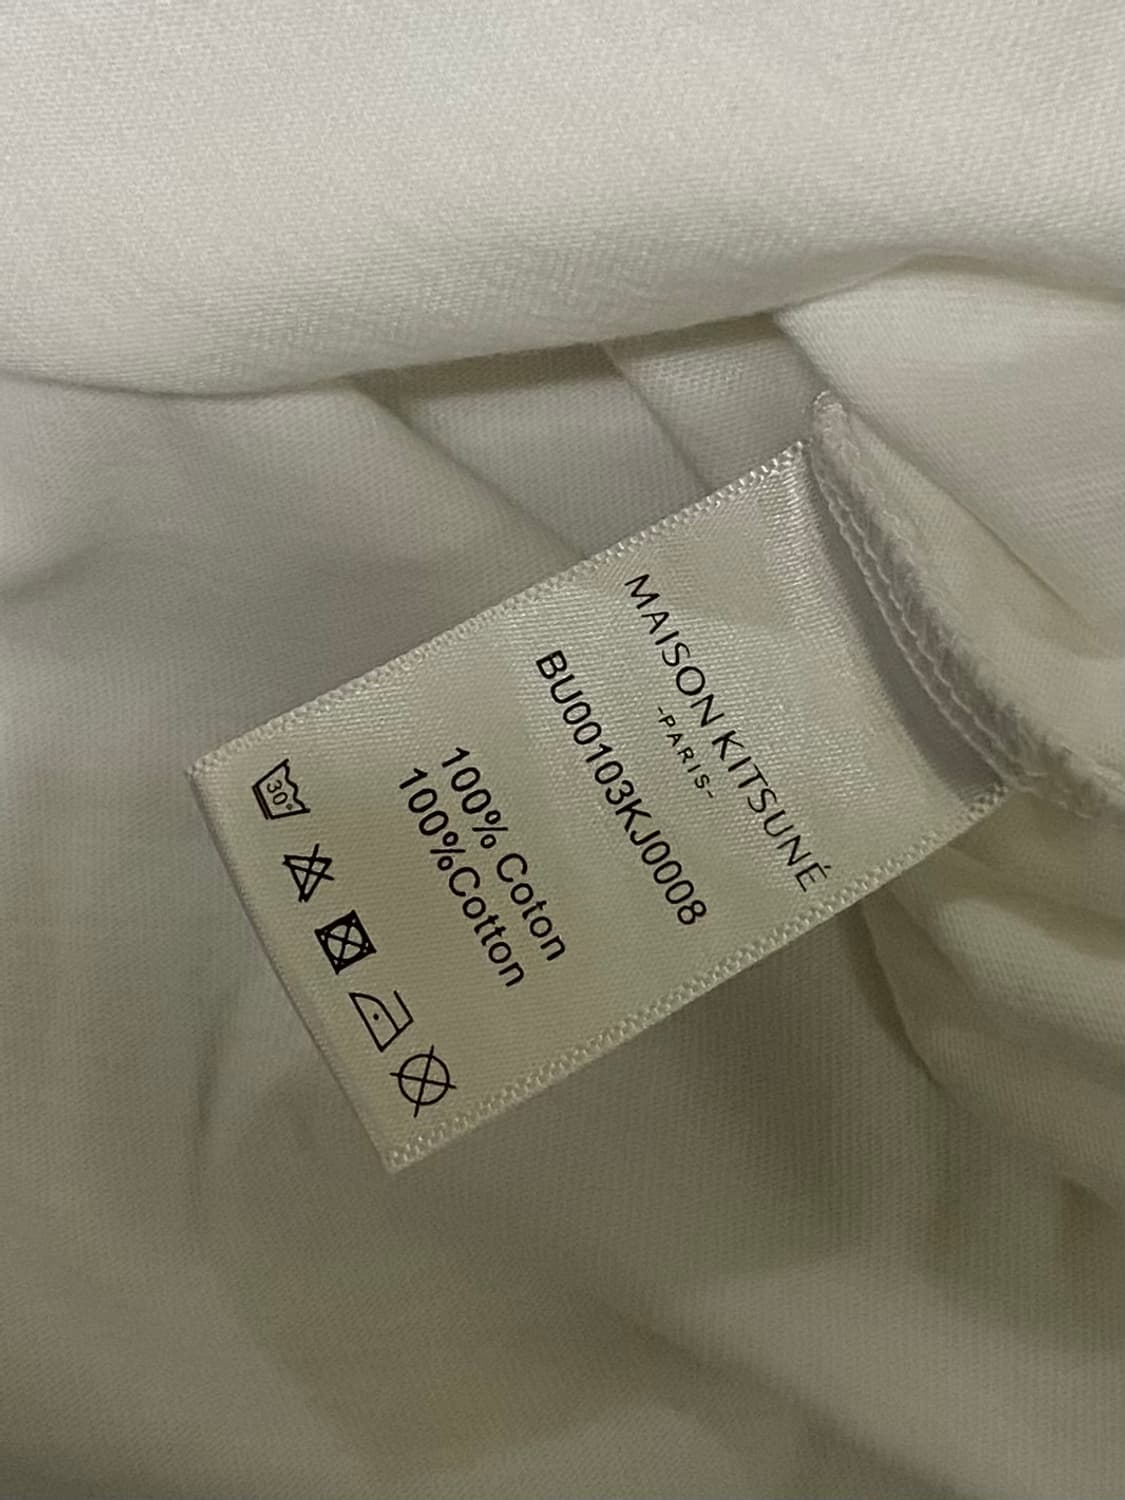 MAISON KITSUNÉ
-PARIS-
BU00103KJ0008
100% Coton
100%Cotton
30°